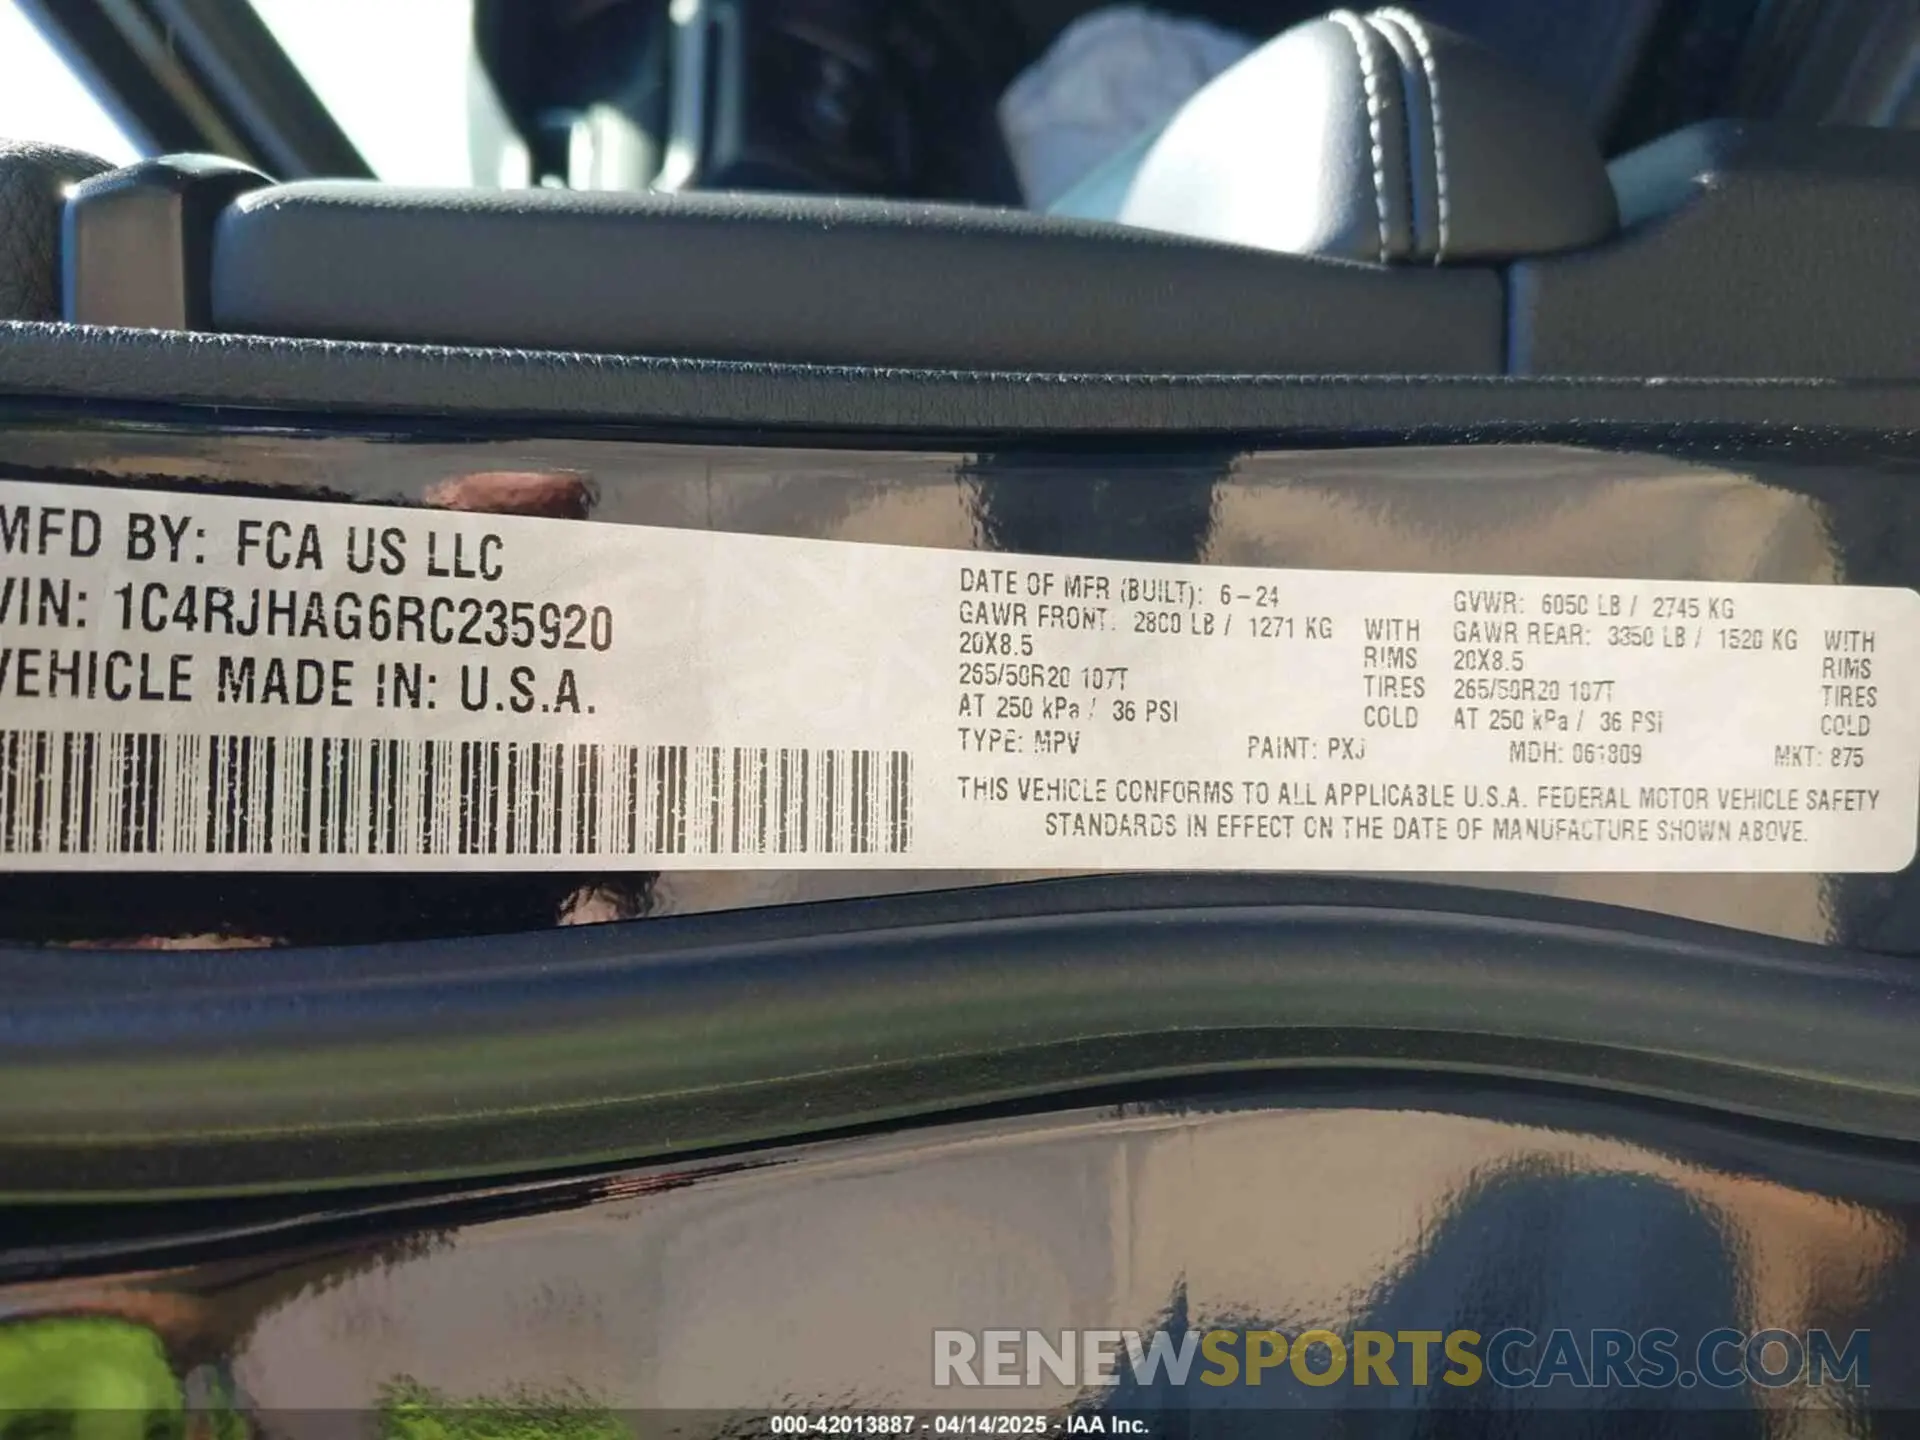 MFD BY: FCA US LLC
VIN: 1C4RJHAG6RC235920
VEHICLE MADE IN: U.S.A.
DATE OF MFR (BUILT): 6-24
GVWR: 6050 LB / 2745 KG
GAWR FRONT: 2800 LB / 1271 KG WITH
20X8.5 RIMS
265/50R20 107T TIRES
AT 250 kPa / 36 PSI COLD
GAWR REAR: 3350 LB / 1520 KG WITH
20X8.5 RIMS
265/50R20 107T TIRES
AT 250 kPa / 36 PSI COLD
TYPE: MPV PAINT: PXJ MDH: 061809 MKT: 875
THIS VEHICLE CONFORMS TO ALL APPLICABLE U.S.A. FEDERAL MOTOR VEHICLE SAFETY
STANDARDS IN EFFECT ON THE DATE OF MANUFACTURE SHOWN ABOVE.
RENEWSPORTSCARS.COM
000-42013887 - 04/14/2025 - IAA Inc.